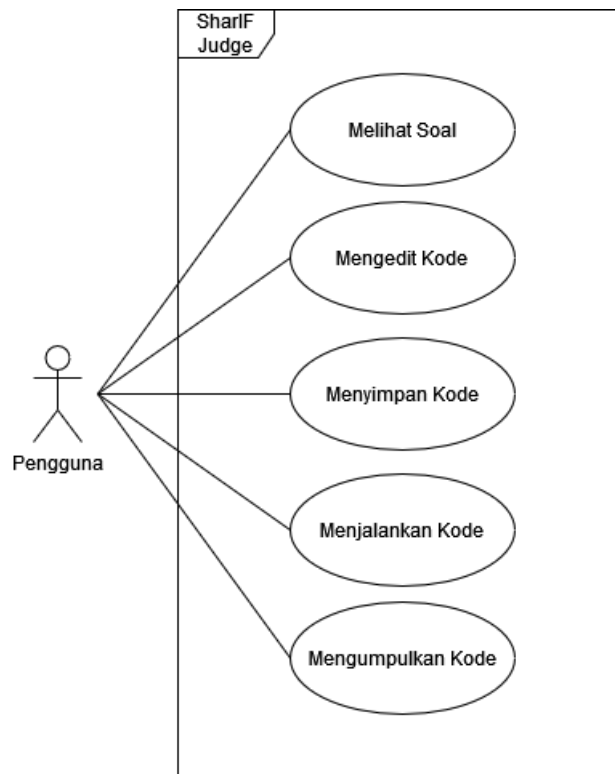 SharIF
Judge
Melihat Soal
Mengedit Kode
Menyimpan Kode
Pengguna
Menjalankan Kode
Mengumpulkan Kode